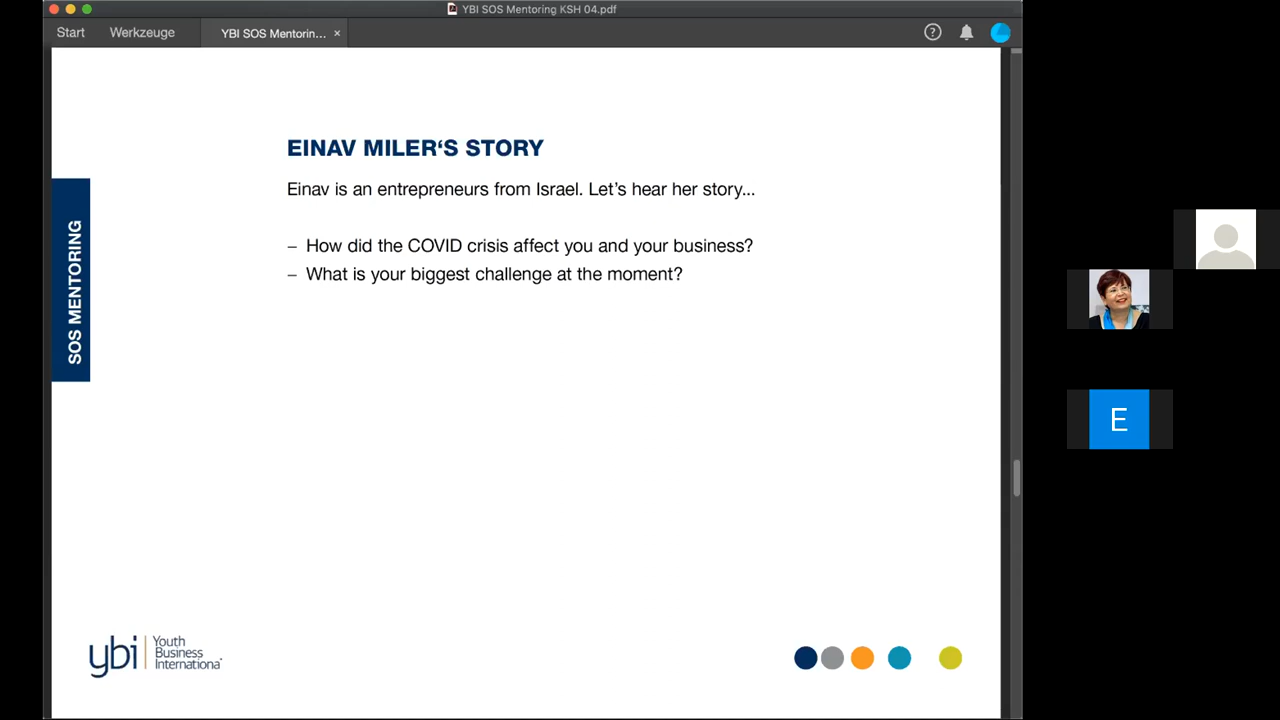 YBI SOS Mentoring KSH 04.pdf
Start Werkzeuge YBI SOS Mentorin... ×
?
EINAV MILER‘S STORY
Einav is an entrepreneurs from Israel. Let’s hear her story...
– How did the COVID crisis affect you and your business?
– What is your biggest challenge at the moment?
SOS MENTORING
E
ybi Youth
Business
International